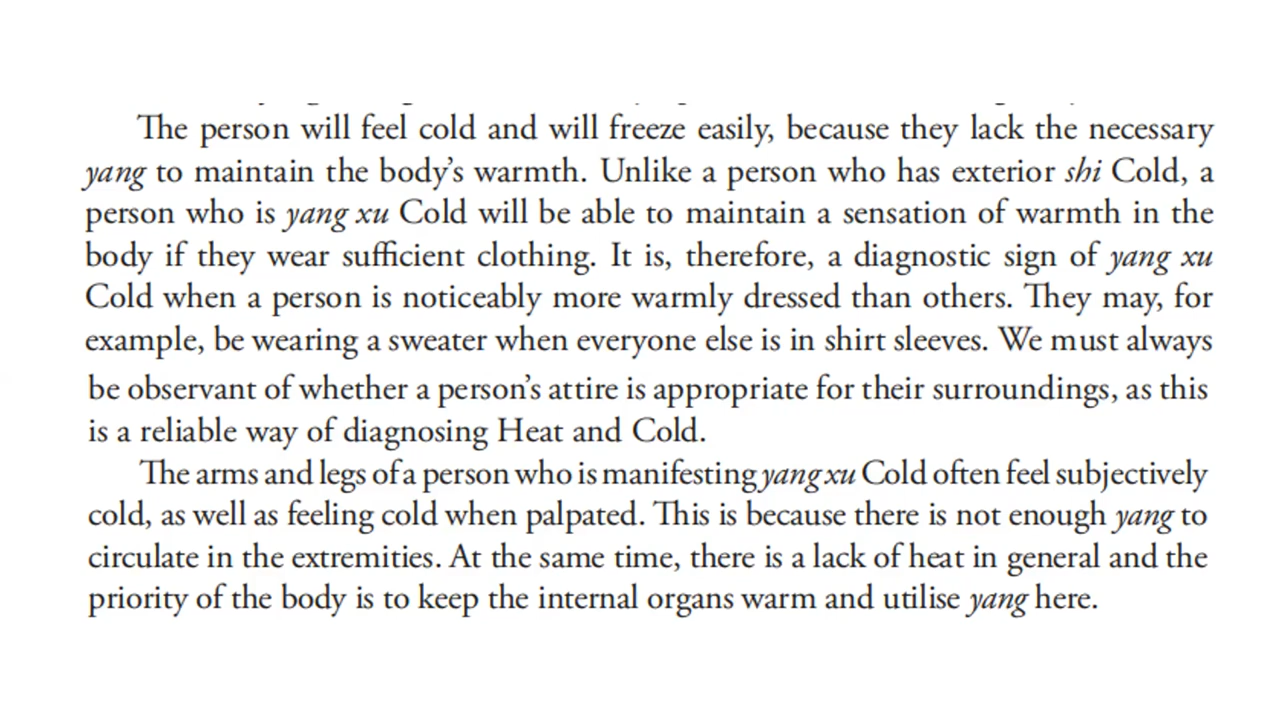 The person will feel cold and will freeze easily, because they lack the necessary
yang to maintain the body's warmth. Unlike a person who has exterior shi Cold, a
person who is yang xu Cold will be able to maintain a sensation of warmth in the
body if they wear sufficient clothing. It is, therefore, a diagnostic sign of yang xu
Cold when a person is noticeably more warmly dressed than others. They may, for
example, be wearing a sweater when everyone else is in shirt sleeves. We must always
be observant of whether a person's attire is appropriate for their surroundings, as this
is a reliable way of diagnosing Heat and Cold.
The arms and legs of a person who is manifesting yang xu Cold often feel subjectively
cold, as well as feeling cold when palpated. This is because there is not enough yang to
circulate in the extremities. At the same time, there is a lack of heat in general and the
priority of the body is to keep the internal organs warm and utilise yang here.